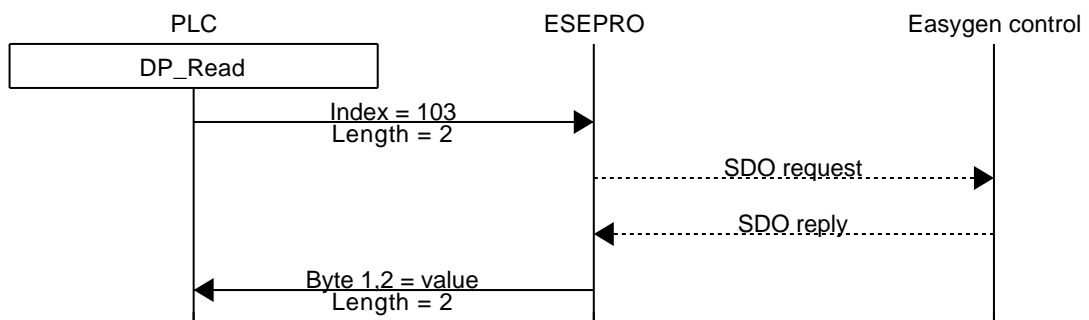 PLC
ESEPRO
Easygen control
DP_Read
Index = 103
Length = 2
SDO request
SDO reply
Byte 1,2 = value
Length = 2